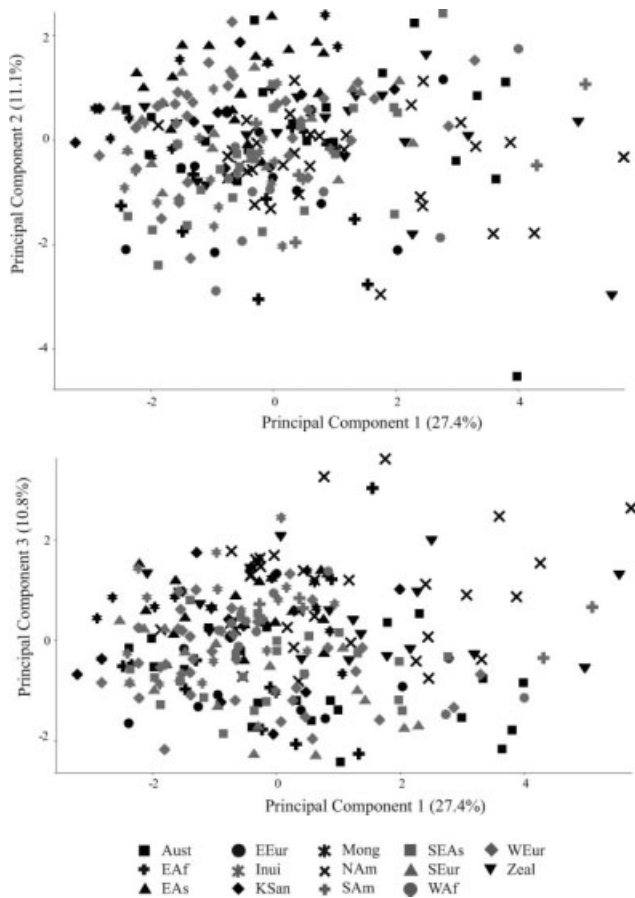 2
0
-2
-4
Principal Component 2 (11.1%)
-2 0 2 4
Principal Component 1 (27.4%)
2
0
-2
Principal Component 3 (10.8%)
-2 0 2 4
Principal Component 1 (27.4%)
Aust EEur Mong SEAs WEur
EAf Inui NAm SEur Zeal
EAs KSan SAm WAf